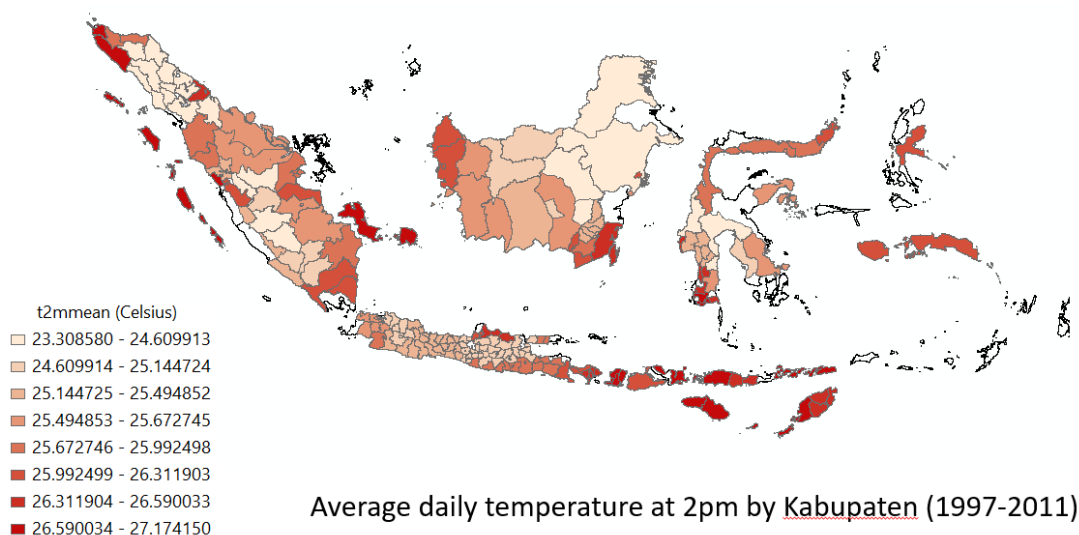 t2mmean (Celsius)
23.308580 - 24.609913
24.609914 - 25.144724
25.144725 - 25.494852
25.494853 - 25.672745
25.672746 - 25.992498
25.992499 - 26.311903
26.311904 - 26.590033
26.590034 - 27.174150
Average daily temperature at 2pm by Kabupaten (1997-2011)